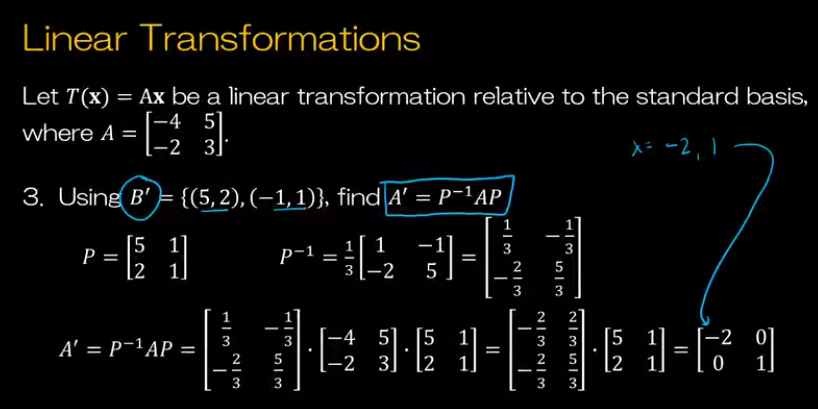 Linear Transformations
Let T(x) = Ax be a linear transformation relative to the standard basis,
where A = [−4 5; −2 3].
λ= -2, 1
3. Using B′ = {(5, 2), (−1, 1)}, find A′ = P⁻¹AP
P = [5 1; 2 1] P⁻¹ = 1/3 [1 −1; −2 5] = [1/3 −1/3; −2/3 5/3]
A′ = P⁻¹AP = [1/3 −1/3; −2/3 5/3] · [−4 5; −2 3] · [5 1; 2 1] = [−2/3 2/3; −2/3 5/3] · [5 1; 2 1] = [−2 0; 0 1]